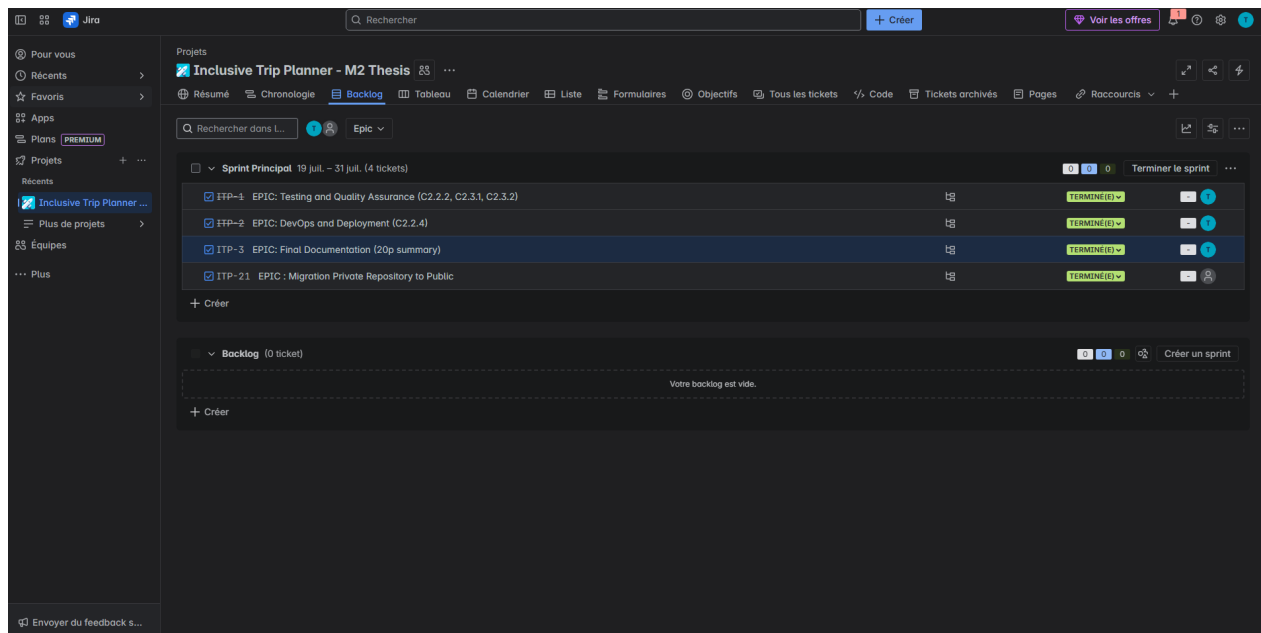 Jira
Rechercher
+ Créer
Voir les offres
1
T
Pour vous
Récents
Favoris
Apps
Plans PREMIUM
Projets
Récents
Inclusive Trip Planner ...
Plus de projets
Équipes
Plus
Envoyer du feedback s...
Projets
Inclusive Trip Planner - M2 Thesis
Résumé Chronologie Backlog Tableau Calendrier Liste Formulaires Objectifs Tous les tickets Code Tickets archivés Pages Raccourcis
Rechercher dans l... T Epic
Sprint Principal 19 juil. – 31 juil. (4 tickets) 0 0 0 Terminer le sprint
ITP-1 EPIC: Testing and Quality Assurance (C2.2.2, C2.3.1, C2.3.2) TERMINÉ(E) - T
ITP-2 EPIC: DevOps and Deployment (C2.2.4) TERMINÉ(E) - T
ITP-3 EPIC: Final Documentation (20p summary) TERMINÉ(E) - T
ITP-21 EPIC : Migration Private Repository to Public TERMINÉ(E) -
+ Créer
Backlog (0 ticket) 0 0 0 Créer un sprint
Votre backlog est vide.
+ Créer